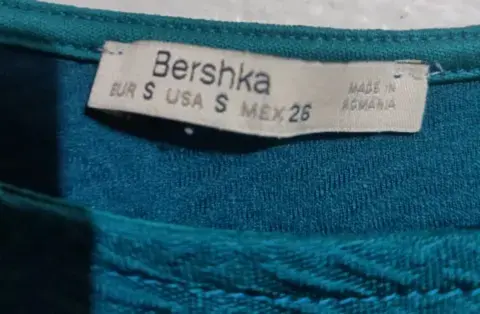 Bershka
EUR S USA S MEX 26
MADE IN
ROMANIA